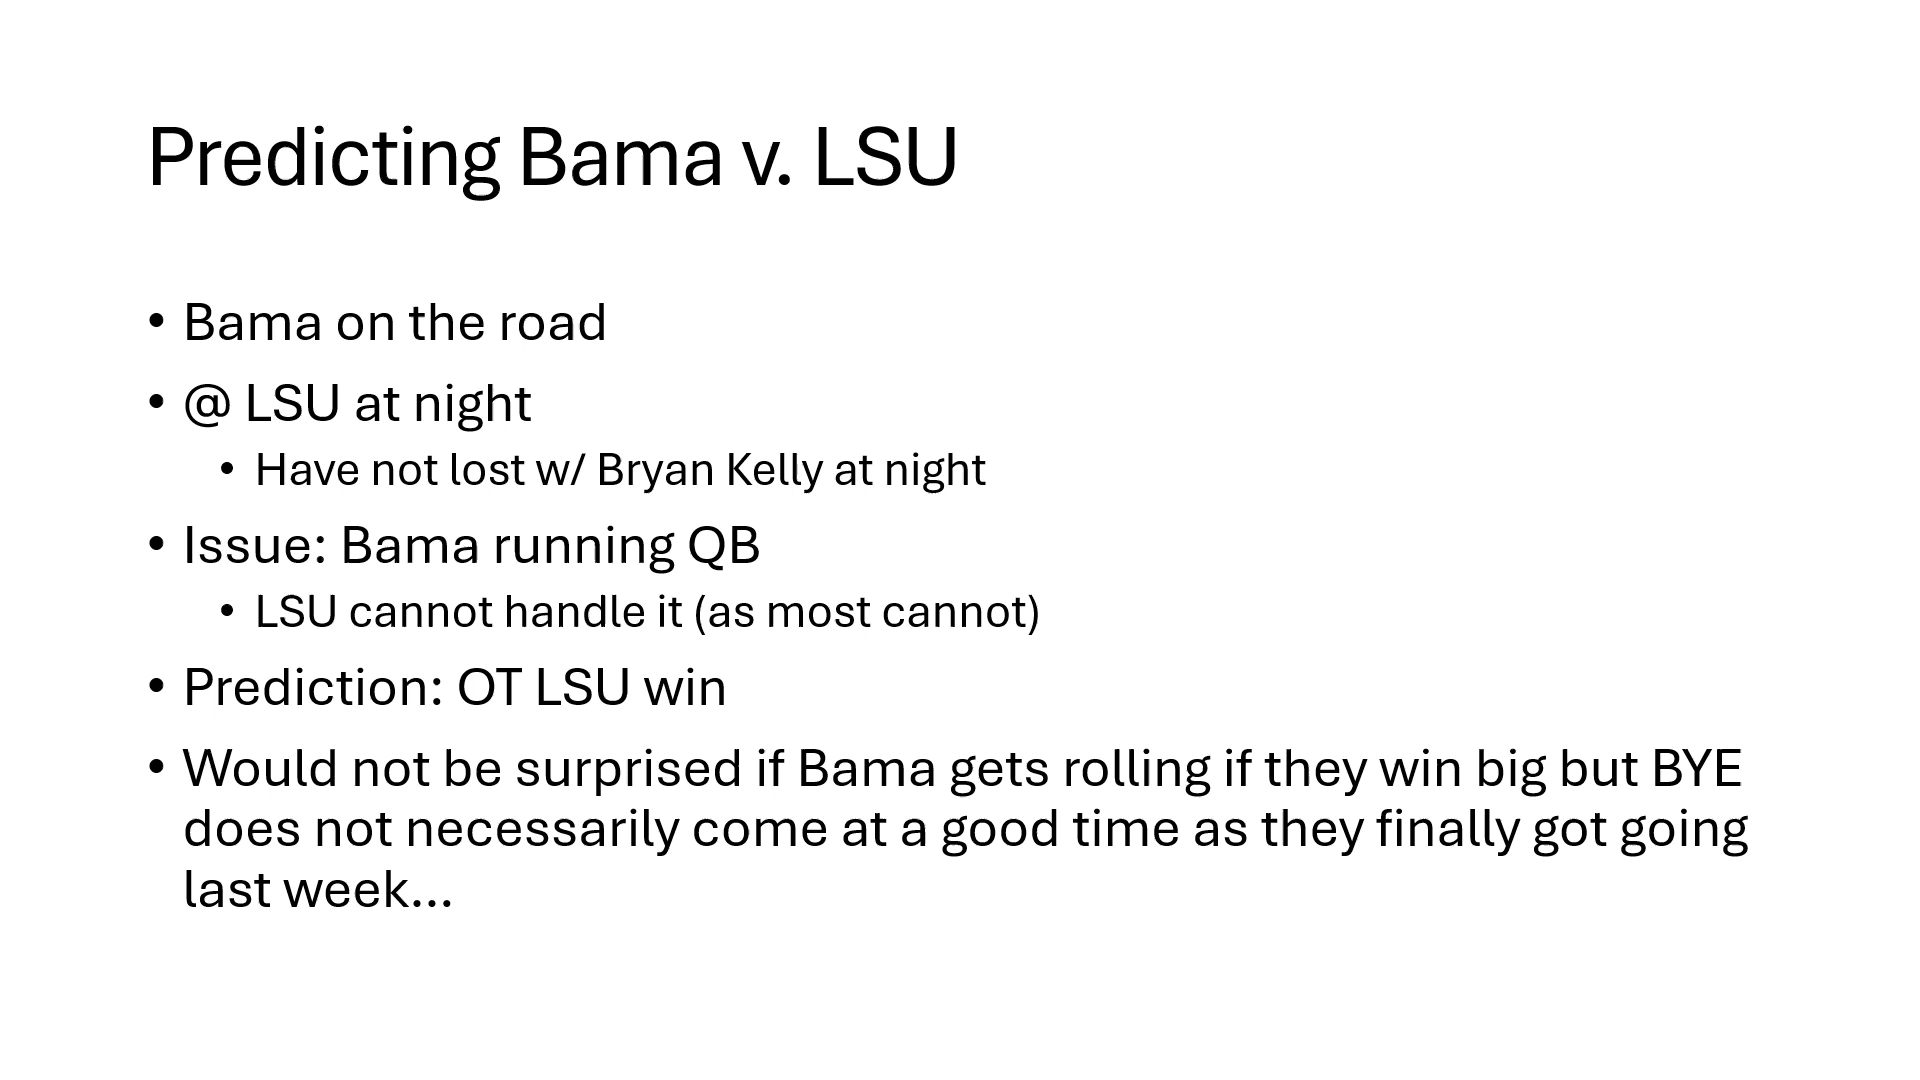 Predicting Bama v. LSU
• Bama on the road
• @ LSU at night
• Have not lost w/ Bryan Kelly at night
• Issue: Bama running QB
• LSU cannot handle it (as most cannot)
• Prediction: OT LSU win
• Would not be surprised if Bama gets rolling if they win big but BYE
does not necessarily come at a good time as they finally got going
last week...